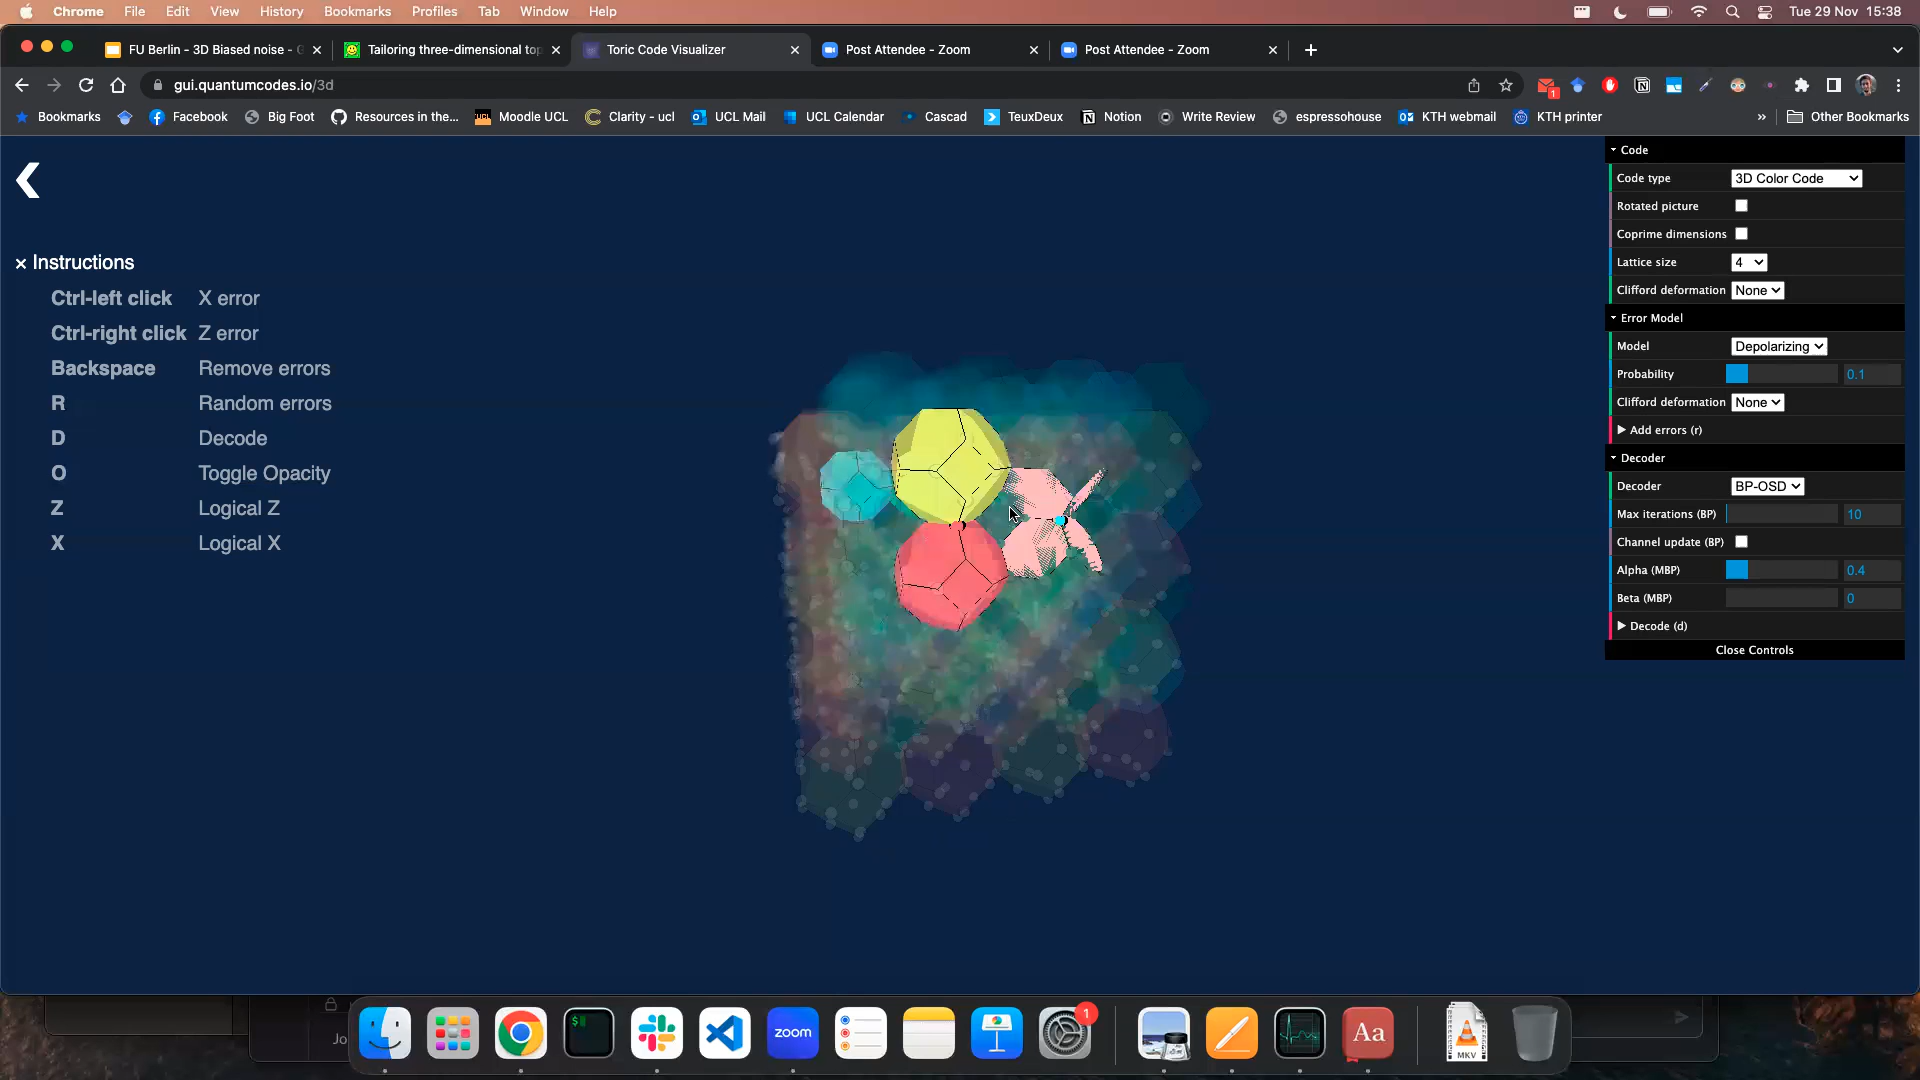 Chrome File Edit View History Bookmarks Profiles Tab Window Help Tue 29 Nov 15:38
FU Berlin - 3D Biased noise - G Tailoring three-dimensional top Toric Code Visualizer Post Attendee - Zoom Post Attendee - Zoom
gui.quantumcodes.io/3d
1
Bookmarks Facebook Big Foot Resources in the... Moodle UCL Clarity - ucl UCL Mail UCL Calendar Cascad TeuxDeux Notion Write Review espressohouse KTH webmail KTH printer » Other Bookmarks
× Instructions
Ctrl-left click X error
Ctrl-right click Z error
Backspace Remove errors
R Random errors
D Decode
O Toggle Opacity
Z Logical Z
X Logical X
Code
Code type 3D Color Code
Rotated picture
Coprime dimensions
Lattice size 4
Clifford deformation None
Error Model
Model Depolarizing
Probability 0.1
Clifford deformation None
Add errors (r)
Decoder
Decoder BP-OSD
Max iterations (BP) 10
Channel update (BP)
Alpha (MBP) 0.4
Beta (MBP) 0
Decode (d)
Close Controls
Jo
$
zoom
1
Aa
MKV